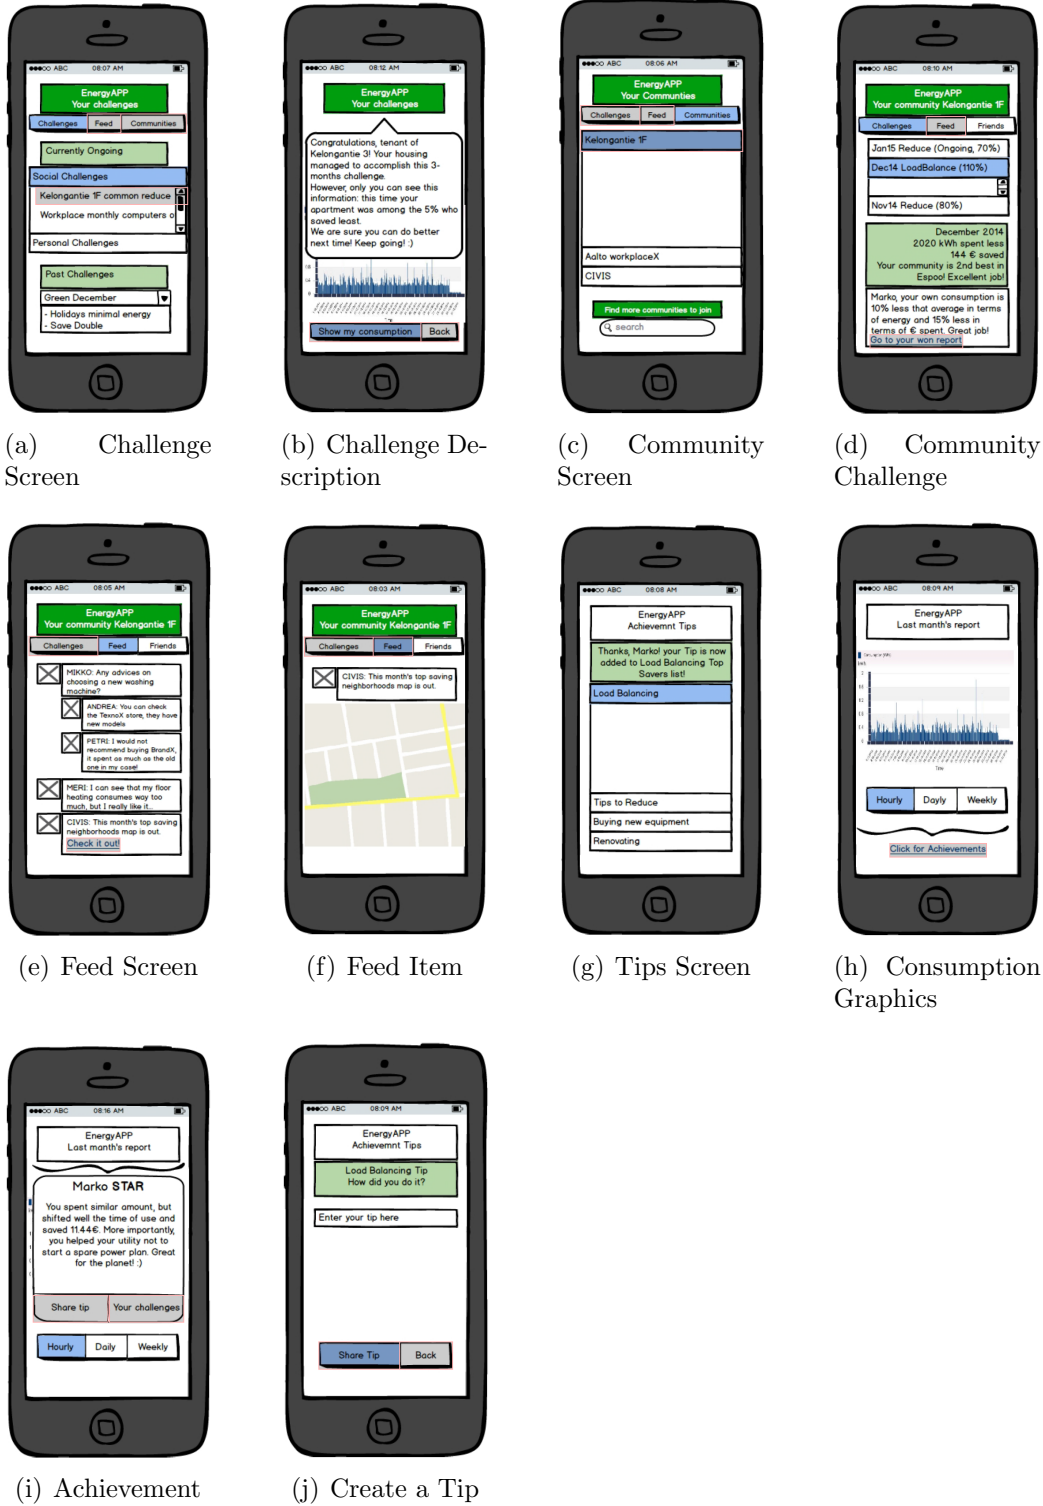 ●●●○○ ABC 08:07 AM
EnergyAPP
Your challenges
Challenges Feed Communities
Currently Ongoing
Social Challenges
Kelongantie 1F common reduce
Workplace monthly computers o
Personal Challenges
Past Challenges
Green December
- Holidays minimal energy
- Save Double
(a) Challenge
Screen
●●●○○ ABC 08:12 AM
EnergyAPP
Your challenges
Congratulations, tenant of
Kelongantie 3! Your housing
managed to accomplish this 3-
months challenge.
However, only you can see this
information: this time your
apartment was among the 5% who
saved least.
We are sure you can do better
next time! Keep going! :)
Show my consumption Back
(b) Challenge De-
scription
●●●○○ ABC 08:06 AM
EnergyAPP
Your Communties
Challenges Feed Communities
Kelongantie 1F
Aalto workplaceX
CIVIS
Find more communities to join
search
(c) Community
Screen
●●●○○ ABC 08:10 AM
EnergyAPP
Your community Kelongantie 1F
Challenges Feed Friends
Jan15 Reduce (Ongoing, 70%)
Dec14 LoadBalance (110%)
Nov14 Reduce (80%)
December 2014
2020 kWh spent less
144 € saved
Your community is 2nd best in
Espoo! Excellent job!
Marko, your own consumption is
10% less that average in terms
of energy and 15% less in
terms of € spent. Great job!
Go to your won report
(d) Community
Challenge
●●●○○ ABC 08:05 AM
EnergyAPP
Your community Kelongantie 1F
Challenges Feed Friends
MIKKO: Any advices on
choosing a new washing
machine?
ANDREA: You can check
the TexnoX store, they have
new models
PETRI: I would not
recommend buying BrandX,
it spent as much as the old
one in my case!
MERI: I can see that my floor
heating consumes way too
much, but I really like it...
CIVIS: This month's top saving
neighborhoods map is out.
Check it out!
(e) Feed Screen
●●●○○ ABC 08:03 AM
EnergyAPP
Your community Kelongantie 1F
Challenges Feed Friends
CIVIS: This month's top saving
neighborhoods map is out.
(f) Feed Item
●●●○○ ABC 08:08 AM
EnergyAPP
Achievemnt Tips
Thanks, Marko! your Tip is now
added to Load Balancing Top
Savers list!
Load Balancing
Tips to Reduce
Buying new equipment
Renovating
(g) Tips Screen
●●●○○ ABC 08:09 AM
EnergyAPP
Last manth's report
Time
Hourly Dayly Weekly
Click for Achievements
(h) Consumption
Graphics
●●●○○ ABC 08:16 AM
EnergyAPP
Last manth's report
Marko STAR
You spent similar amount, but
shifted well the time of use and
saved 11.44€. More importantly,
you helped your utility not to
start a spare power plan. Great
for the planet! :)
Share tip Your challenges
Hourly Daily Weekly
(i) Achievement
●●●○○ ABC 08:09 AM
EnergyAPP
Achievemnt Tips
Load Balancing Tip
How did you do it?
Enter your tip here
Share Tip Back
(j) Create a Tip